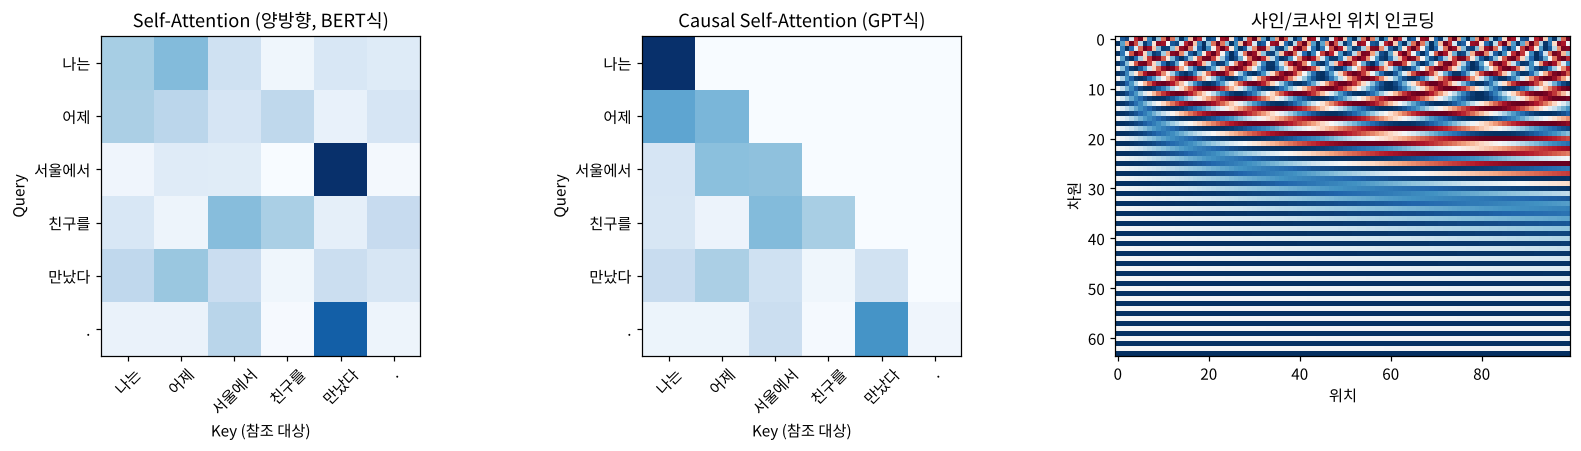 Self-Attention (양방향, BERT식)
Query
나는
어제
서울에서
친구를
만났다
.
나는
어제
서울에서
친구를
만났다
.
Key (참조 대상)
Causal Self-Attention (GPT식)
Query
나는
어제
서울에서
친구를
만났다
.
나는
어제
서울에서
친구를
만났다
.
Key (참조 대상)
사인/코사인 위치 인코딩
차원
0
10
20
30
40
50
60
0
20
40
60
80
위치